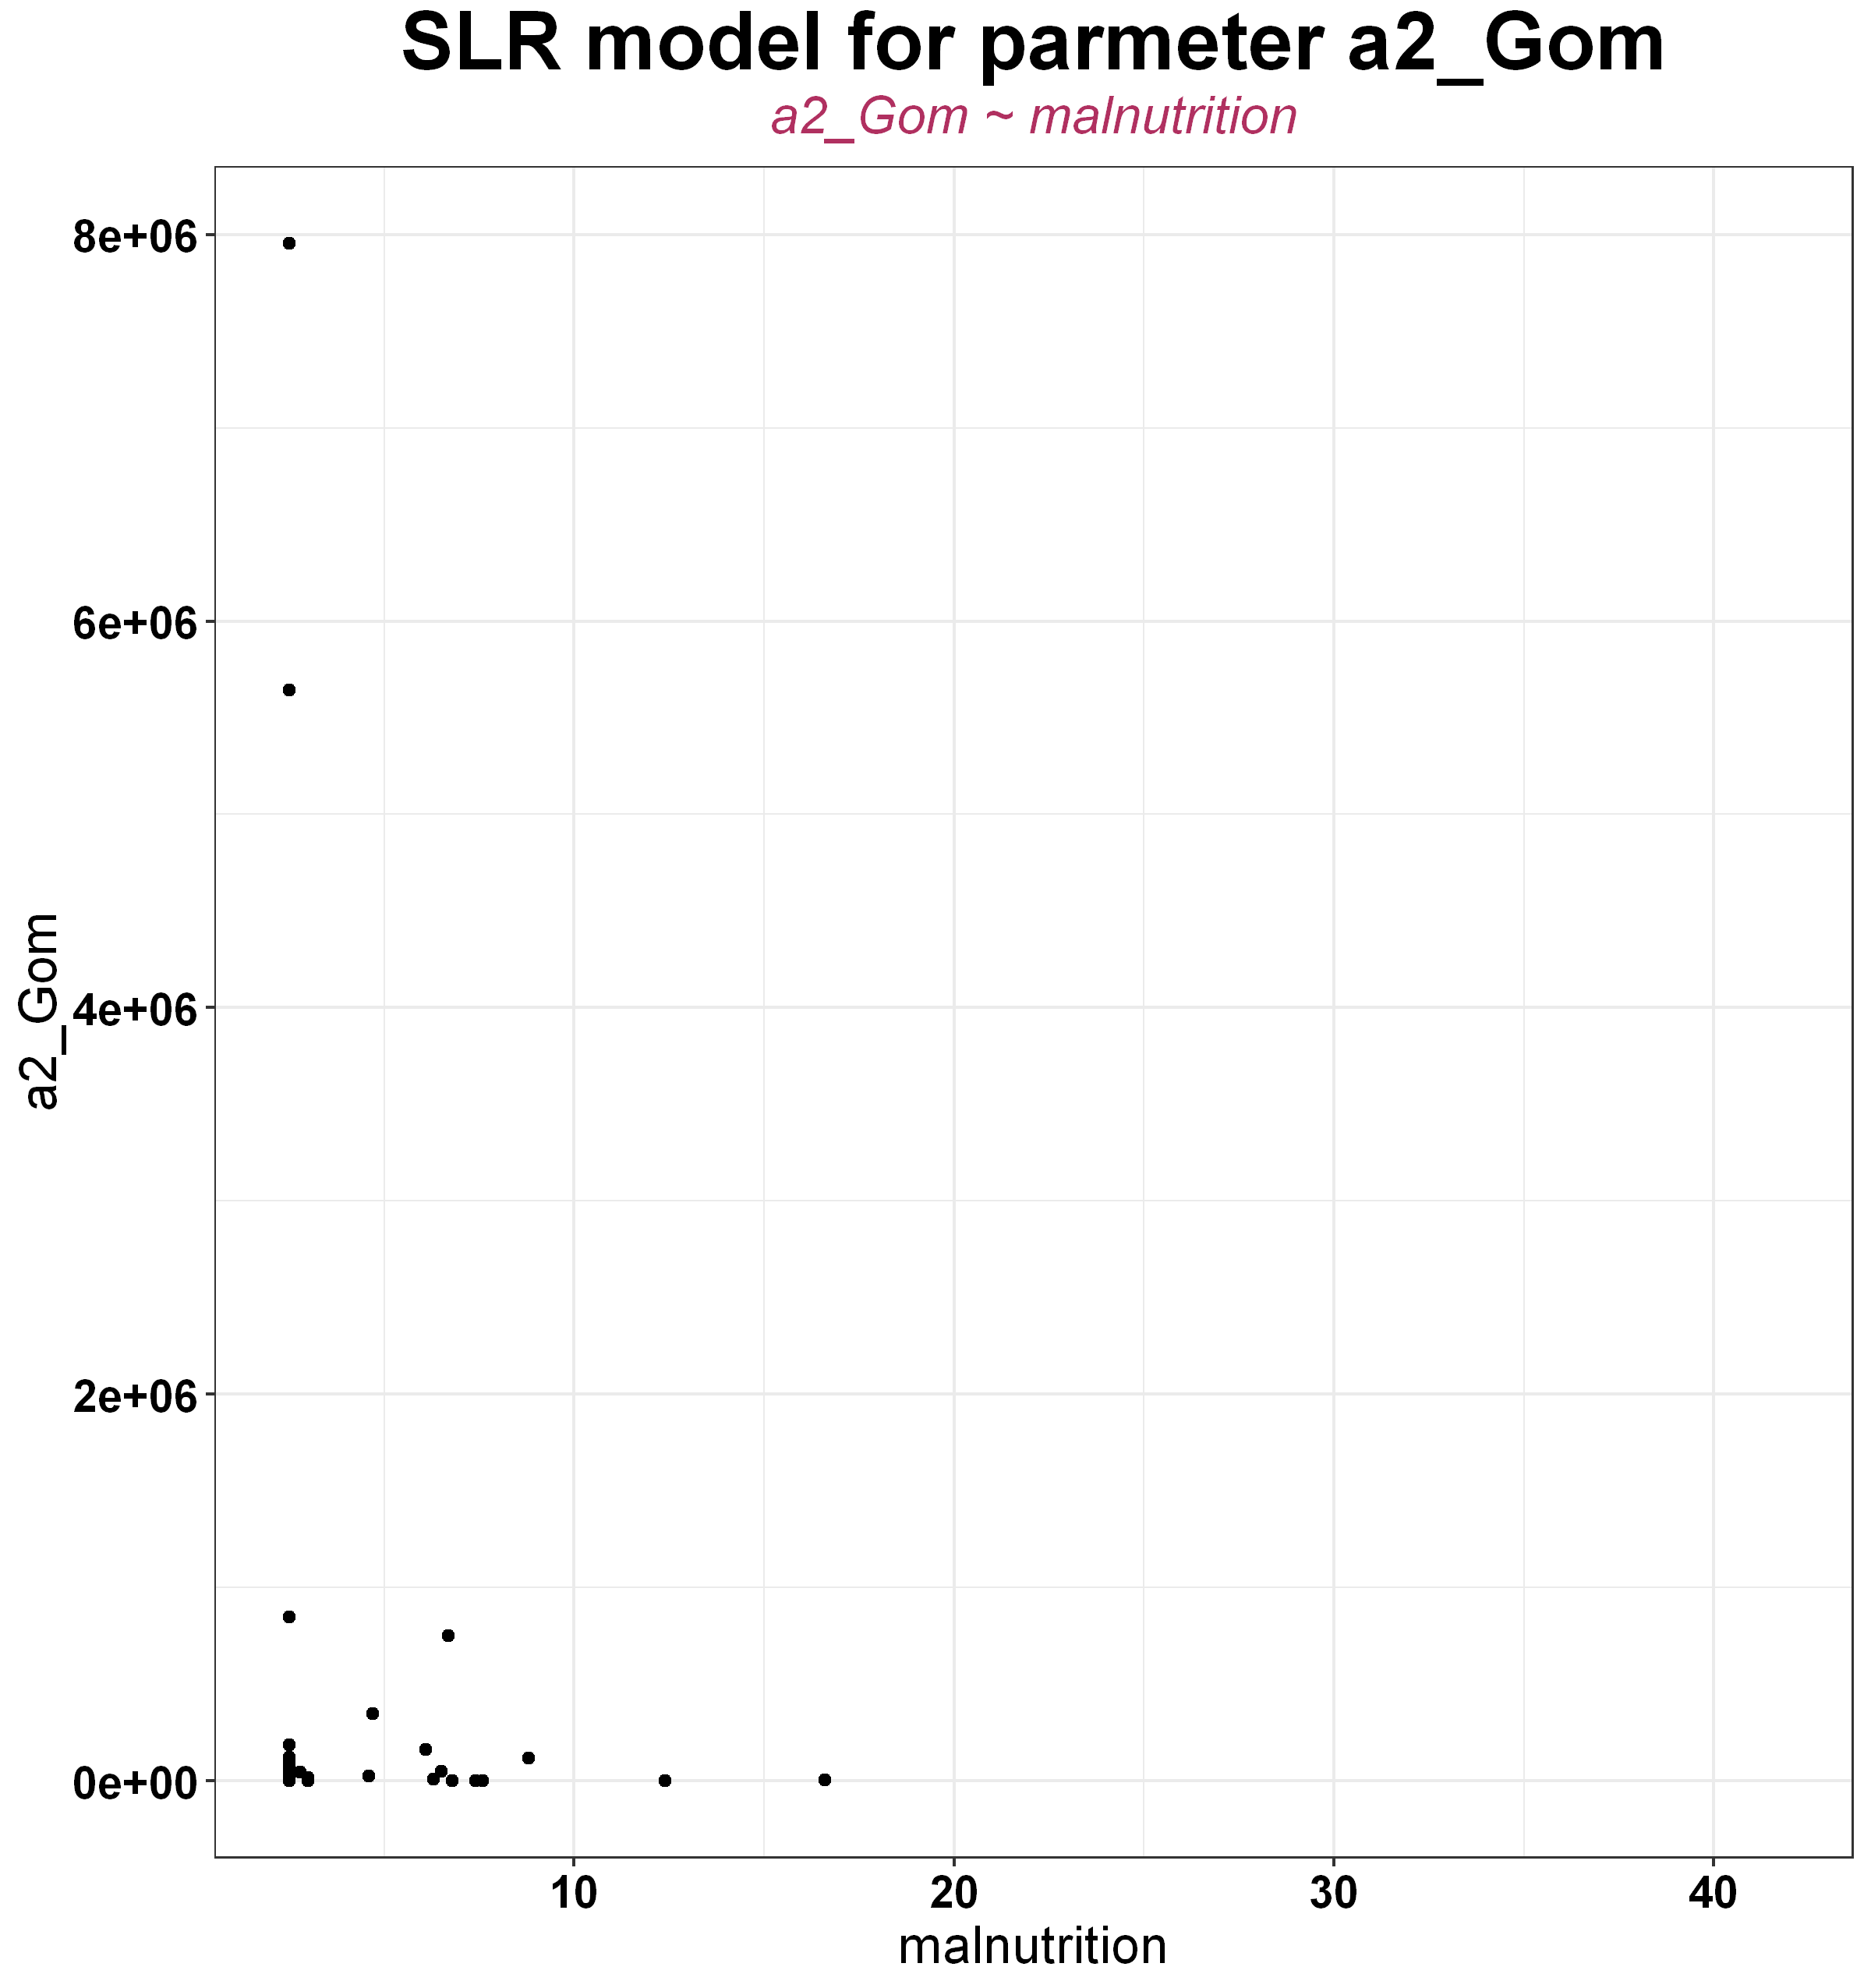 SLR model for parmeter a2_Gom
a2_Gom ~ malnutrition
8e+06
6e+06
4e+06
2e+06
0e+00
a2_Gom
10 20 30 40
malnutrition